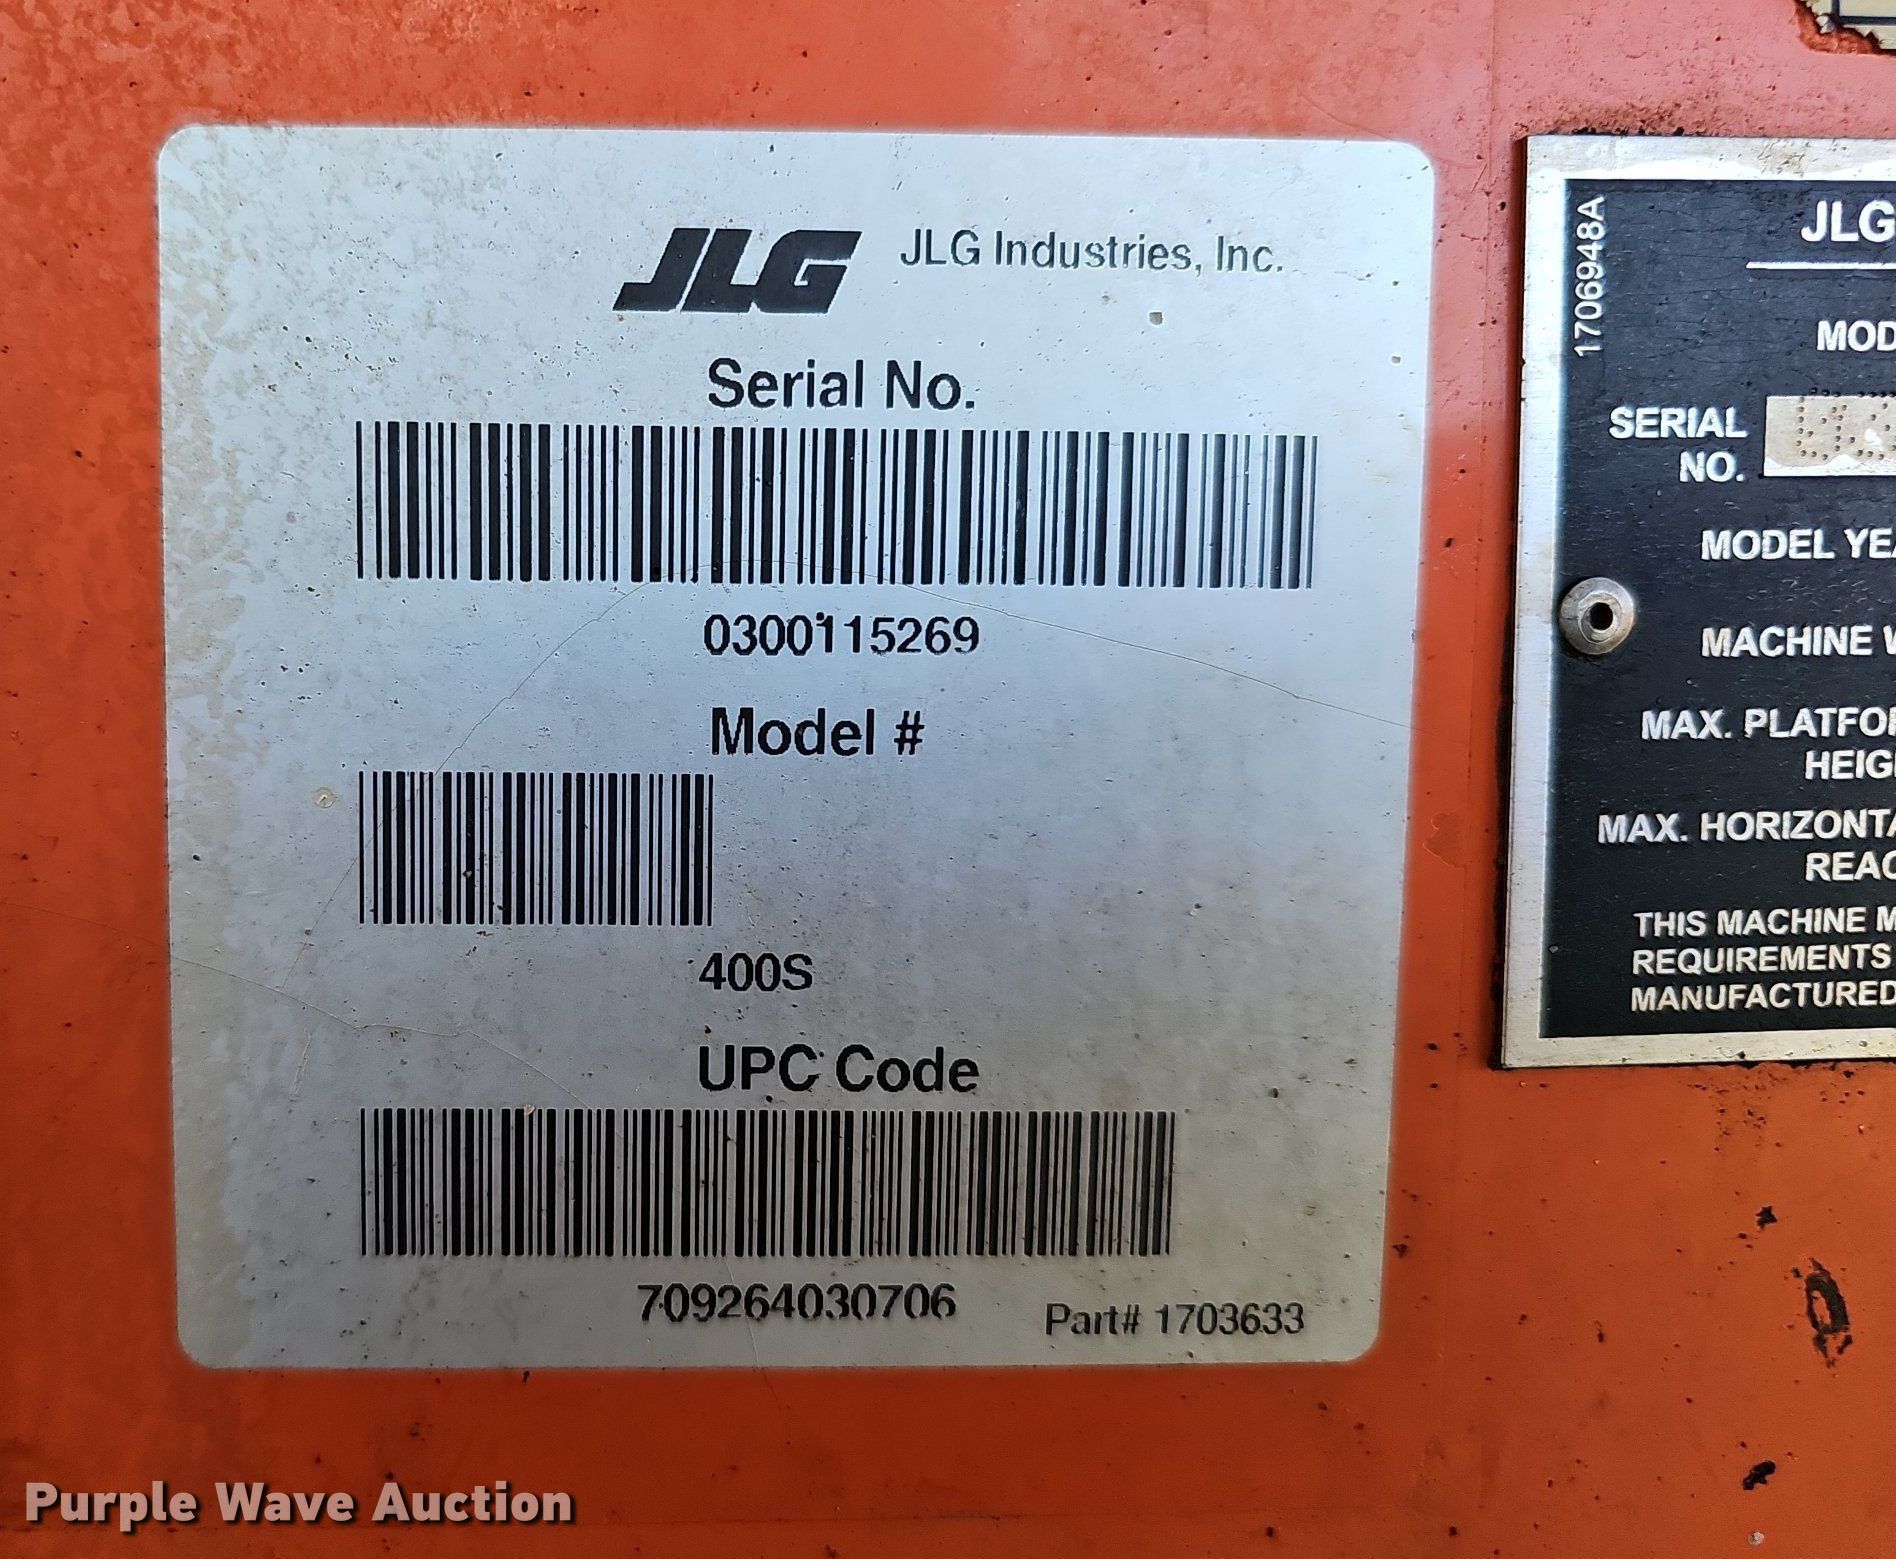 JLG JLG Industries, Inc.
Serial No.
0300115269
Model #
400S
UPC Code
709264030706
Part# 1703633
1706948A
JLG
MOD
SERIAL
NO.
MODEL YEA
MACHINE W
MAX. PLATFOR
HEIG
MAX. HORIZONTA
REAC
THIS MACHINE M
REQUIREMENTS
MANUFACTURED
Purple Wave Auction